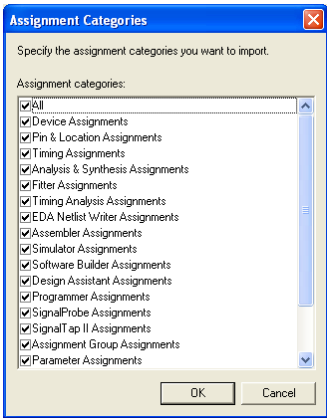 Assignment Categories
Specify the assignment categories you want to import.
Assignment categories:
All
Device Assignments
Pin & Location Assignments
Timing Assignments
Analysis & Synthesis Assignments
Fitter Assignments
Timing Analysis Assignments
EDA Netlist Writer Assignments
Assembler Assignments
Simulator Assignments
Software Builder Assignments
Design Assistant Assignments
Programmer Assignments
SignalProbe Assignments
SignalTap II Assignments
Assignment Group Assignments
Parameter Assignments
OK
Cancel